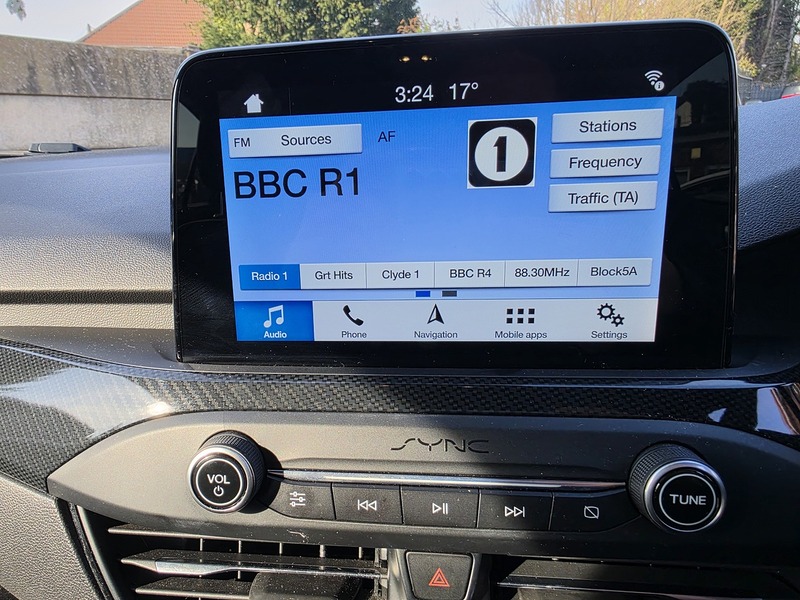 3:24 17°
FM Sources AF
1
Stations
BBC R1
Frequency
Traffic (TA)
Radio 1 Grt Hits Clyde 1 BBC R4 88.30MHz Block5A
Audio Phone Navigation Mobile apps Settings
SYNC
VOL
TUNE